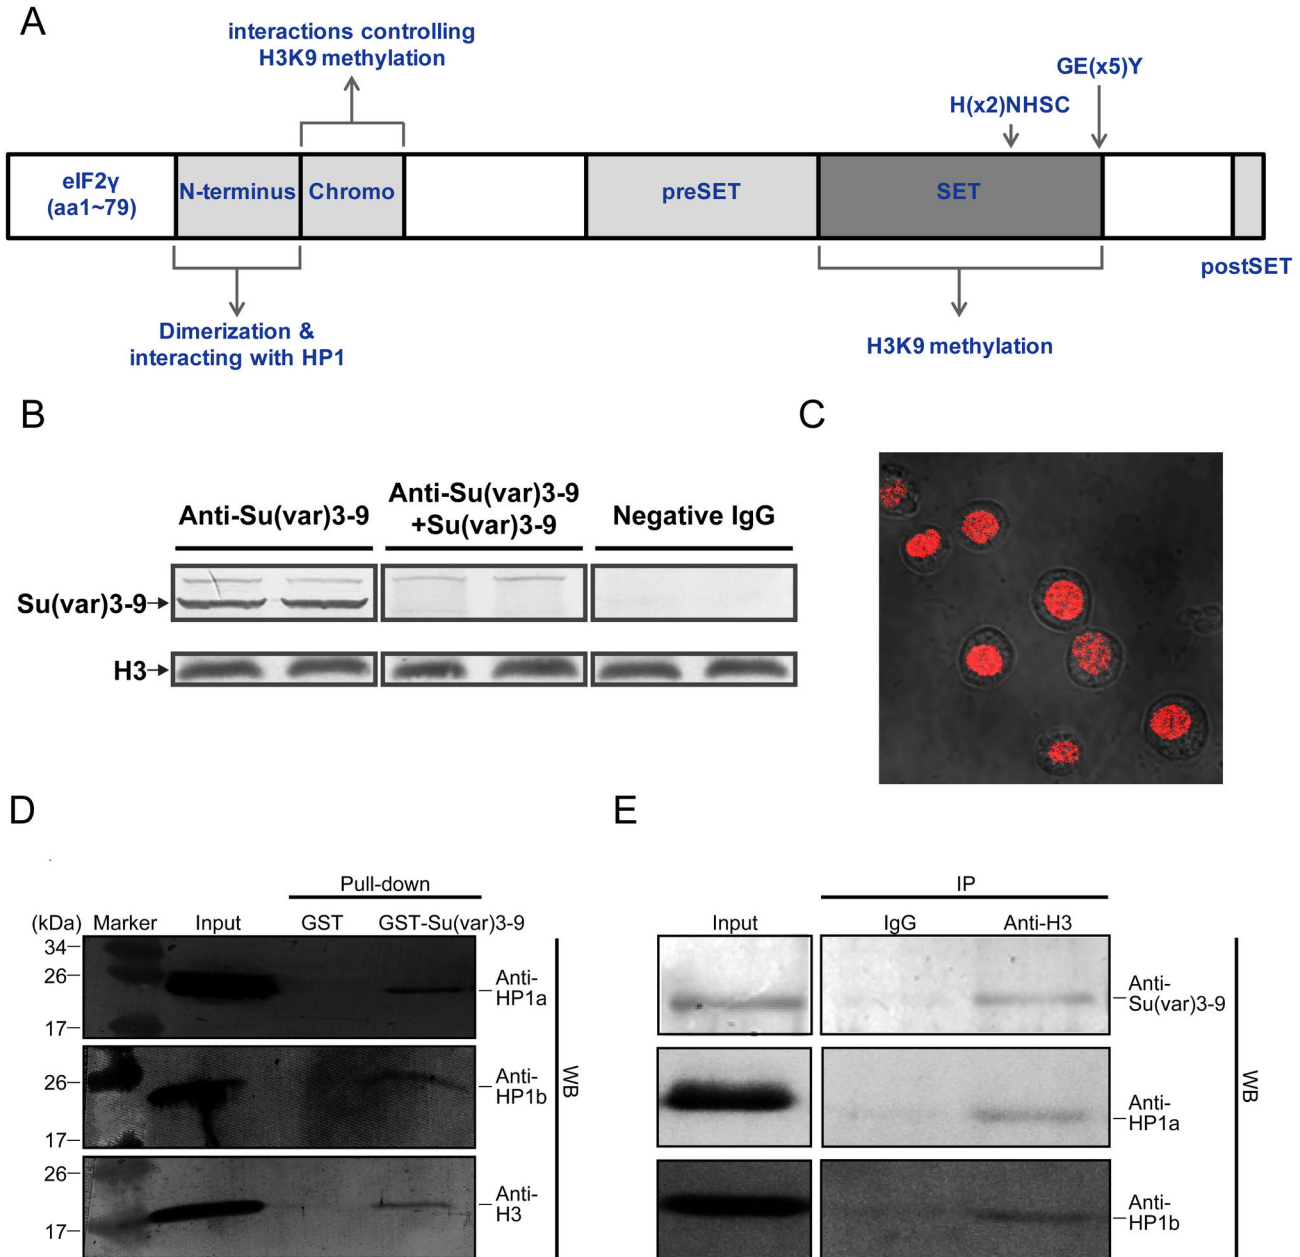 A
interactions controlling
H3K9 methylation
GE(x5)Y
H(x2)NHSC
eIF2γ
(aa1~79)
N-terminus
Chromo
preSET
SET
postSET
Dimerization &
interacting with HP1
H3K9 methylation
B
Anti-Su(var)3-9
Anti-Su(var)3-9
+Su(var)3-9
Negative IgG
Su(var)3-9
H3
C
D
Pull-down
(kDa) Marker Input GST GST-Su(var)3-9
34
26
17
Anti-
HP1a
26
17
Anti-
HP1b
26
17
Anti-
H3
WB
E
IP
Input IgG Anti-H3
Anti-
Su(var)3-9
Anti-
HP1a
Anti-
HP1b
WB